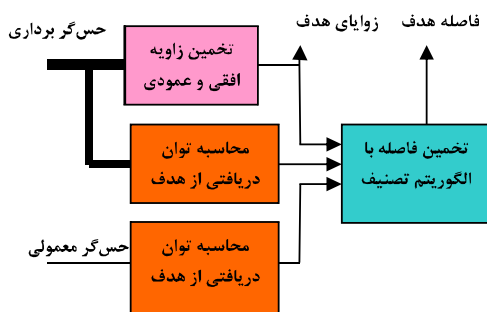 فاصله هدف
زوایای هدف
حس‌گر برداری
تخمین زاویه
افقی و عمودی
تخمین فاصله با
الگوریتم تصنیف
محاسبه توان
دریافتی از هدف
حس‌گر معمولی
محاسبه توان
دریافتی از هدف